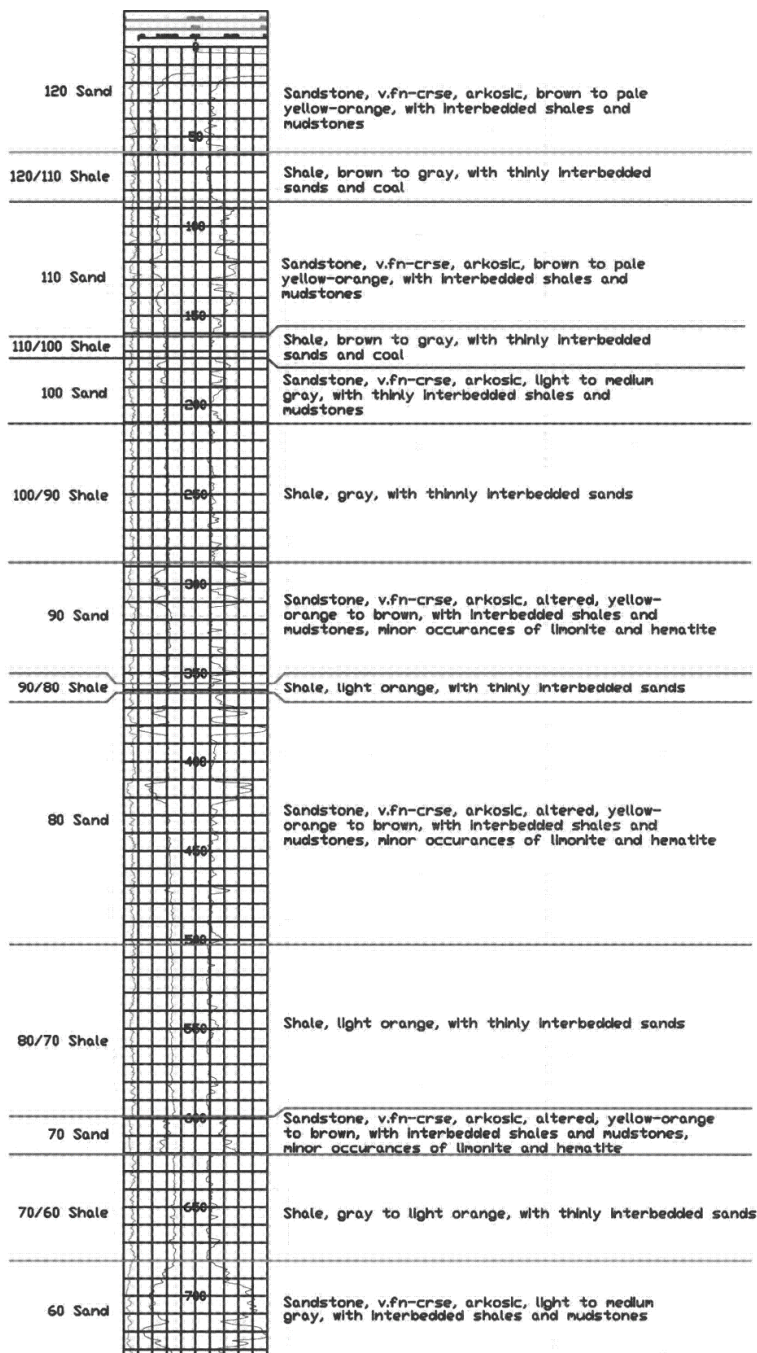 0
120 Sand
Sandstone, v.fn-crse, arkosic, brown to pale
yellow-orange, with interbedded shales and
mudstones
50
120/110 Shale
Shale, brown to gray, with thinly interbedded
sands and coal
100
110 Sand
Sandstone, v.fn-crse, arkosic, brown to pale
yellow-orange, with interbedded shales and
mudstones
150
110/100 Shale
Shale, brown to gray, with thinly interbedded
sands and coal
100 Sand
Sandstone, v.fn-crse, arkosic, light to medium
gray, with thinly interbedded shales and
mudstones
200
100/90 Shale
250
Shale, gray, with thinnly interbedded sands
300
90 Sand
Sandstone, v.fn-crse, arkosic, altered, yellow-
orange to brown, with interbedded shales and
mudstones, minor occurances of limonite and hematite
350
90/80 Shale
Shale, light orange, with thinly interbedded sands
400
80 Sand
Sandstone, v.fn-crse, arkosic, altered, yellow-
orange to brown, with interbedded shales and
mudstones, minor occurances of limonite and hematite
450
500
80/70 Shale
550
Shale, light orange, with thinly interbedded sands
600
70 Sand
Sandstone, v.fn-crse, arkosic, altered, yellow-orange
to brown, with interbedded shales and mudstones,
minor occurances of limonite and hematite
650
70/60 Shale
Shale, gray to light orange, with thinly interbedded sands
700
60 Sand
Sandstone, v.fn-crse, arkosic, light to medium
gray, with interbedded shales and mudstones